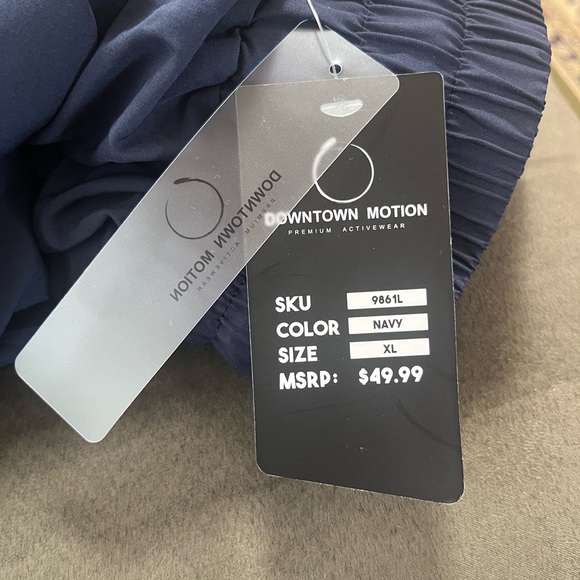 DOWNTOWN MOTION
PREMIUM ACTIVEWEAR
DOWNTOWN MOTION
PREMIUM ACTIVEWEAR
SKU 9861L
COLOR NAVY
SIZE XL
MSRP: $49.99